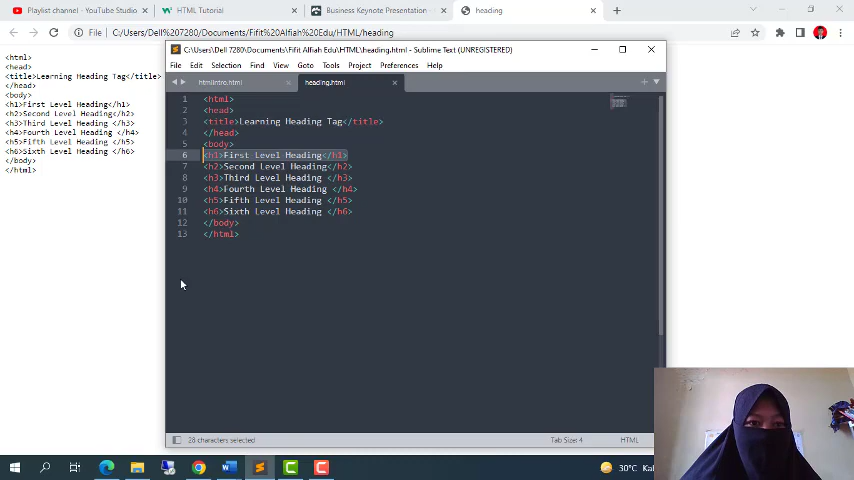 Playlist channel - YouTube Studio
HTML Tutorial
Business Keynote Presentation -
heading
File
C:/Users/Dell%207280/Documents/Fifit%20Alfiah%20Edu/HTML/heading
<html>
<head>
<title>Learning Heading Tag</title>
</head>
<body>
<h1>First Level Heading</h1>
<h2>Second Level Heading</h2>
<h3>Third Level Heading </h3>
<h4>Fourth Level Heading </h4>
<h5>Fifth Level Heading </h5>
<h6>Sixth Level Heading </h6>
</body>
</html>
C:\Users\Dell 7280\Documents\Fifit Alfiah Edu\HTML\heading.html - Sublime Text (UNREGISTERED)
File Edit Selection Find View Goto Tools Project Preferences Help
htmlintro.html
heading.html
1 <html>
2 <head>
3 <title>Learning Heading Tag</title>
4 </head>
5 <body>
6 <h1>First Level Heading</h1>
7 <h2>Second Level Heading</h2>
8 <h3>Third Level Heading </h3>
9 <h4>Fourth Level Heading </h4>
10 <h5>Fifth Level Heading </h5>
11 <h6>Sixth Level Heading </h6>
12 </body>
13 </html>
28 characters selected
Tab Size: 4
HTML
30°C Kal